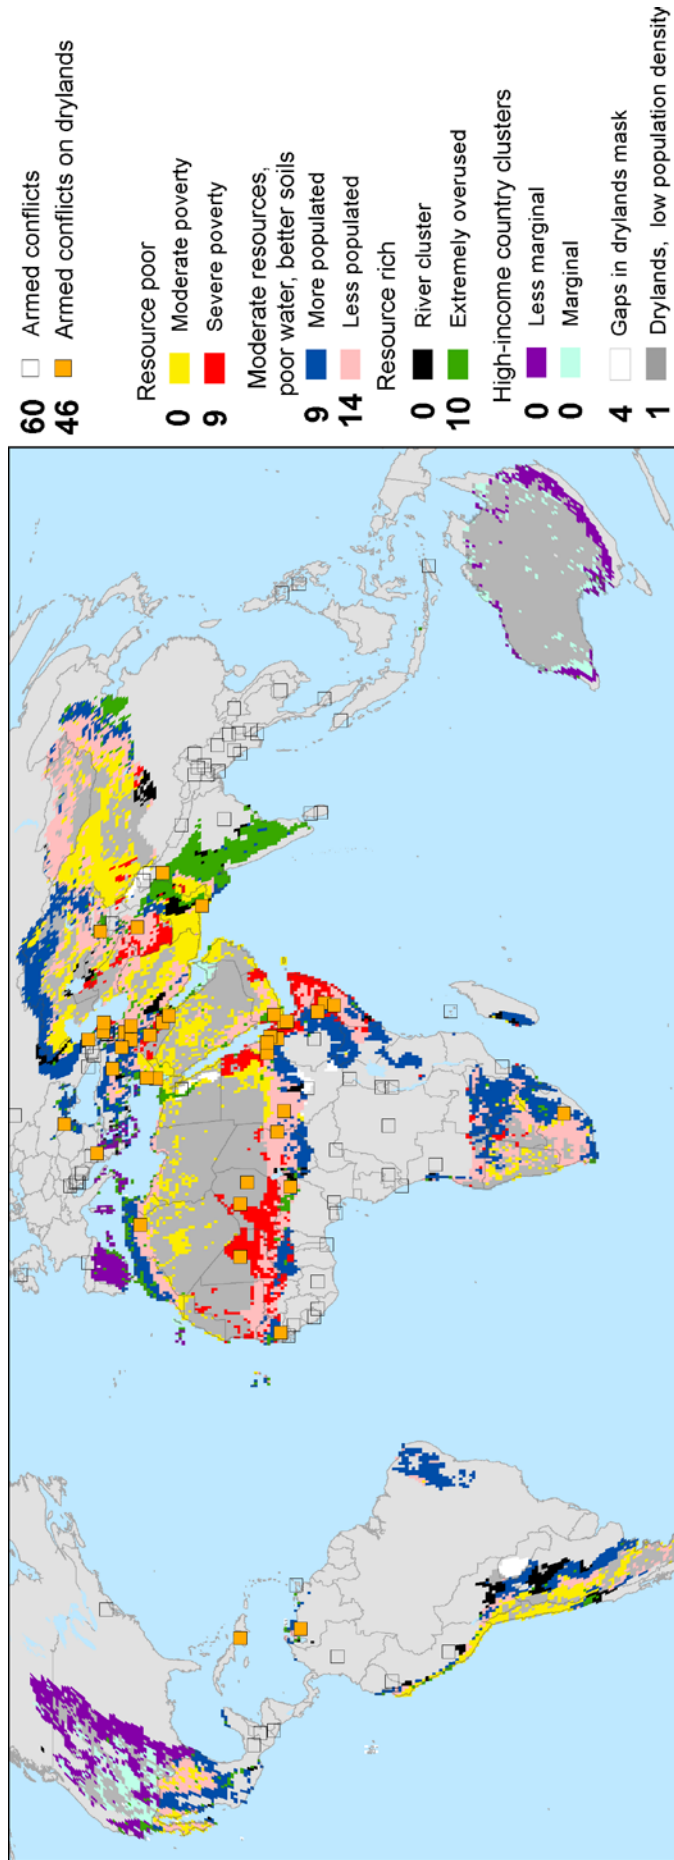 60 Armed conflicts
46 Armed conflicts on drylands
Resource poor
0 Moderate poverty
9 Severe poverty
Moderate resources,
poor water, better soils
9 More populated
14 Less populated
Resource rich
0 River cluster
10 Extremely overused
High-income country clusters
0 Less marginal
0 Marginal
4 Gaps in drylands mask
1 Drylands, low population density